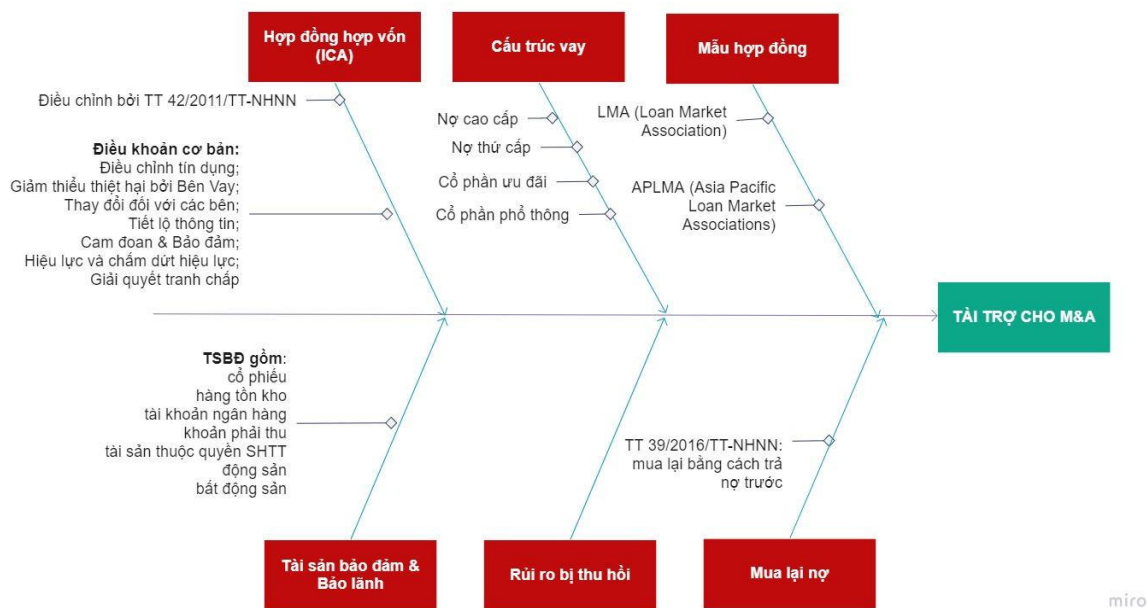 Hợp đồng hợp vốn
(ICA)
Cấu trúc vay
Mẫu hợp đồng
Điều chỉnh bởi TT 42/2011/TT-NHNN
Điều khoản cơ bản:
Điều chỉnh tín dụng;
Giảm thiểu thiệt hại bởi Bên Vay;
Thay đổi đối với các bên;
Tiết lộ thông tin;
Cam đoan & Bảo đảm;
Hiệu lực và chấm dứt hiệu lực;
Giải quyết tranh chấp
Nợ cao cấp
Nợ thứ cấp
Cổ phần ưu đãi
Cổ phần phổ thông
LMA (Loan Market
Association)
APLMA (Asia Pacific
Loan Market
Associations)
TÀI TRỢ CHO M&A
TSBĐ gồm:
cổ phiếu
hàng tồn kho
tài khoản ngân hàng
khoản phải thu
tài sản thuộc quyền SHTT
động sản
bất động sản
TT 39/2016/TT-NHNN:
mua lại bằng cách trả
nợ trước
Tài sản bảo đảm &
Bảo lãnh
Rủi ro bị thu hồi
Mua lại nợ
miro